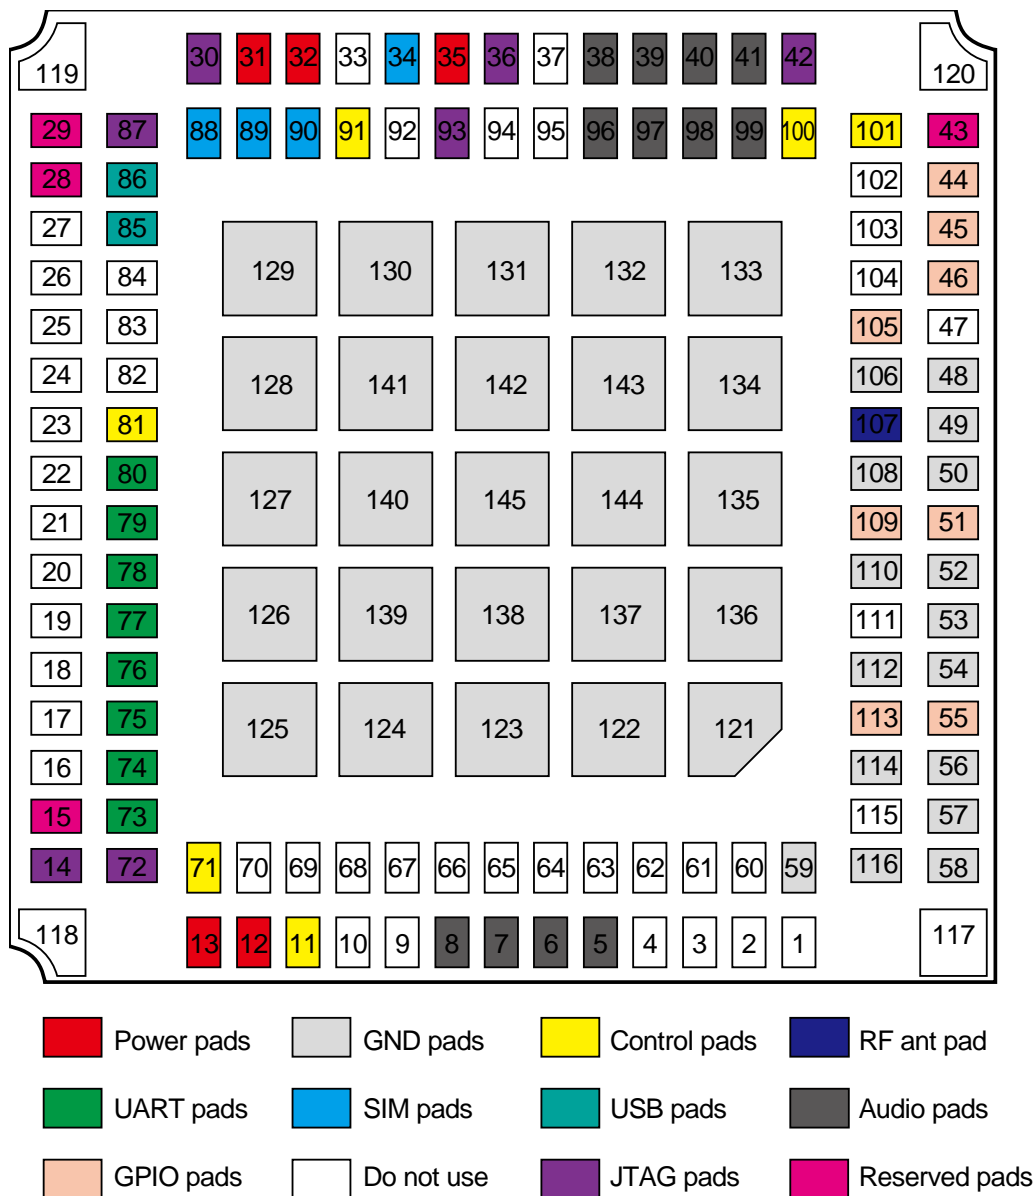 119 30 31 32 33 34 35 36 37 38 39 40 41 42 120
29 87 88 89 90 91 92 93 94 95 96 97 98 99 100 101 43
28 86 102 44
27 85 103 45
26 84 129 130 131 132 133 104 46
25 83 105 47
24 82 128 141 142 143 134 106 48
23 81 107 49
22 80 108 50
21 79 127 140 145 144 135 109 51
20 78 110 52
19 77 126 139 138 137 136 111 53
18 76 112 54
17 75 125 124 123 122 121 113 55
16 74 114 56
15 73 115 57
14 72 71 70 69 68 67 66 65 64 63 62 61 60 59 116 58
118 13 12 11 10 9 8 7 6 5 4 3 2 1 117
Power pads GND pads Control pads RF ant pad
UART pads SIM pads USB pads Audio pads
GPIO pads Do not use JTAG pads Reserved pads